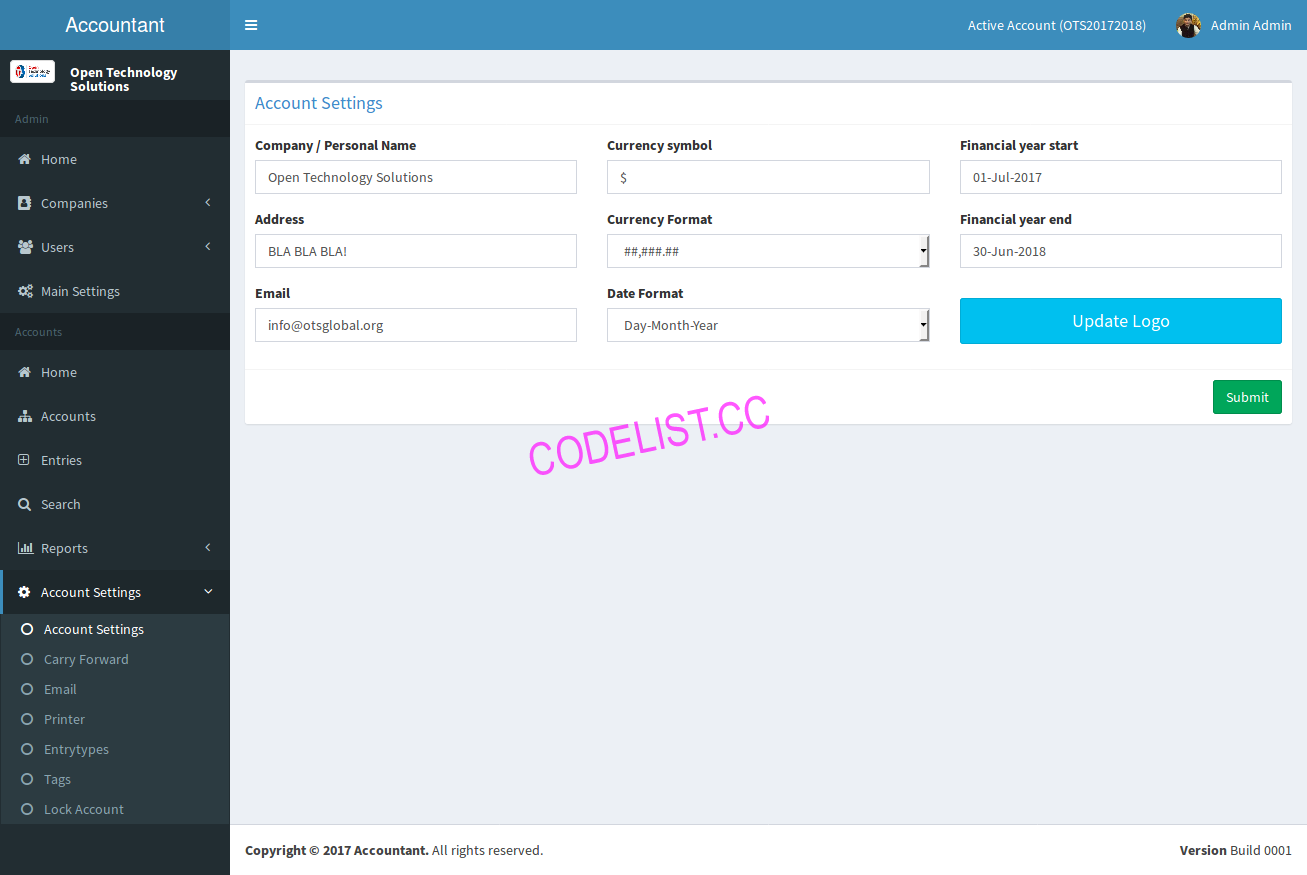 Accountant
Active Account (OTS20172018)
Admin Admin
Open Technology
Solutions
Admin
Home
Companies
Users
Main Settings
Accounts
Home
Accounts
Entries
Search
Reports
Account Settings
Account Settings
Carry Forward
Email
Printer
Entrytypes
Tags
Lock Account
Account Settings
Company / Personal Name
Open Technology Solutions
Address
BLA BLA BLA!
Email
info@otsglobal.org
Currency symbol
$
Currency Format
##,###.##
Date Format
Day-Month-Year
Financial year start
01-Jul-2017
Financial year end
30-Jun-2018
Update Logo
Submit
CODELIST.CC
Copyright © 2017 Accountant. All rights reserved.
Version Build 0001